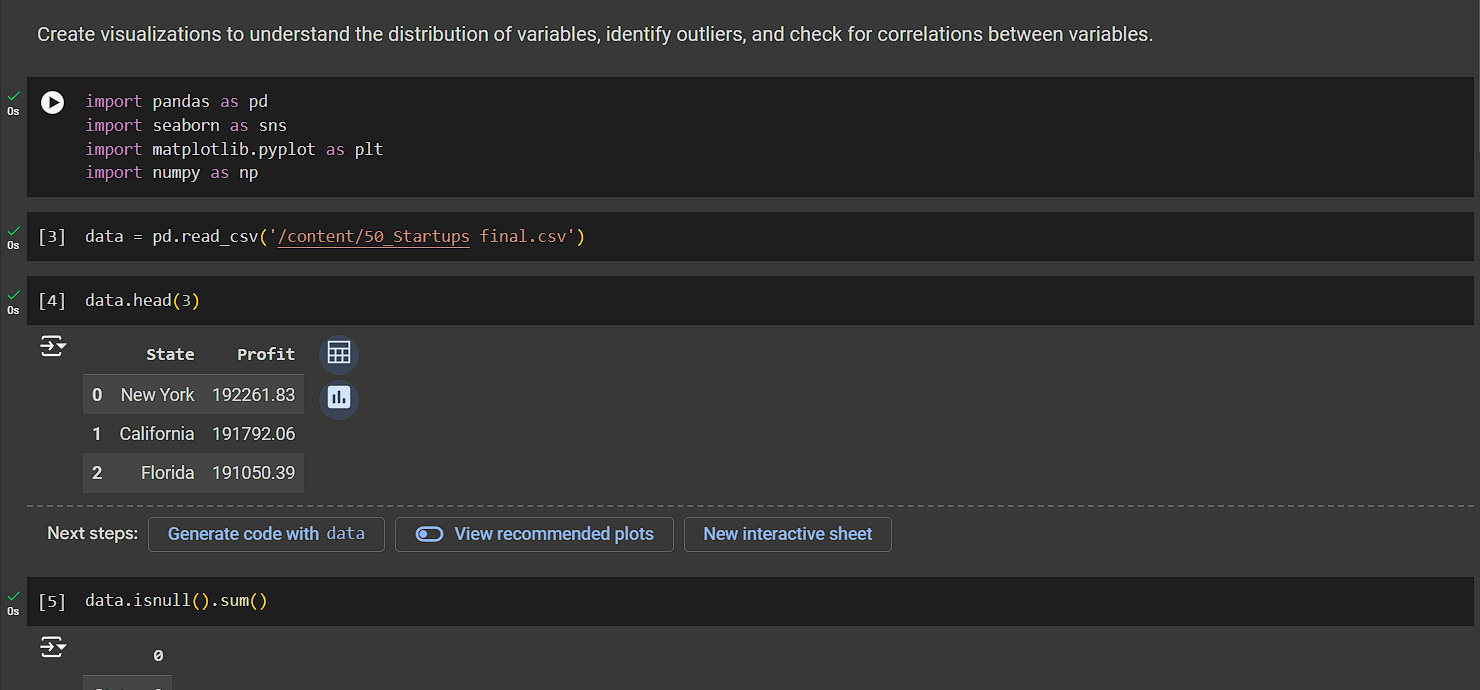 Create visualizations to understand the distribution of variables, identify outliers, and check for correlations between variables.
0s
import pandas as pd
import seaborn as sns
import matplotlib.pyplot as plt
import numpy as np
0s
[3] data = pd.read_csv('/content/50_Startups final.csv')
0s
[4] data.head(3)
State Profit
0 New York 192261.83
1 California 191792.06
2 Florida 191050.39
Next steps: Generate code with data View recommended plots New interactive sheet
0s
[5] data.isnull().sum()
0